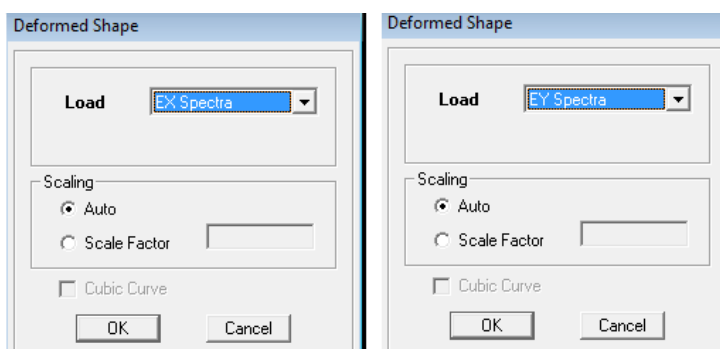 Deformed Shape
Load EX Spectra
Scaling
Auto
Scale Factor
Cubic Curve
OK Cancel
Deformed Shape
Load EY Spectra
Scaling
Auto
Scale Factor
Cubic Curve
OK Cancel